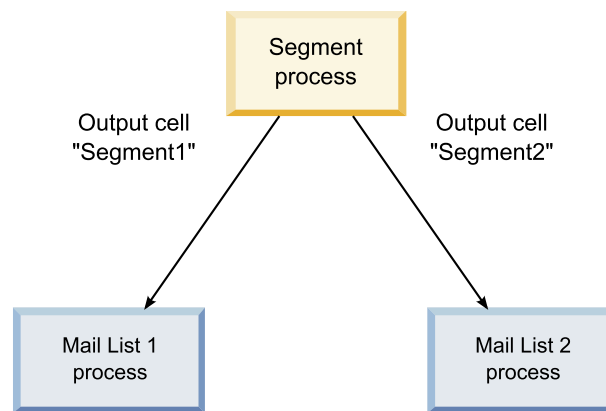 Segment
process
Output cell
"Segment1"
Output cell
"Segment2"
Mail List 1
process
Mail List 2
process